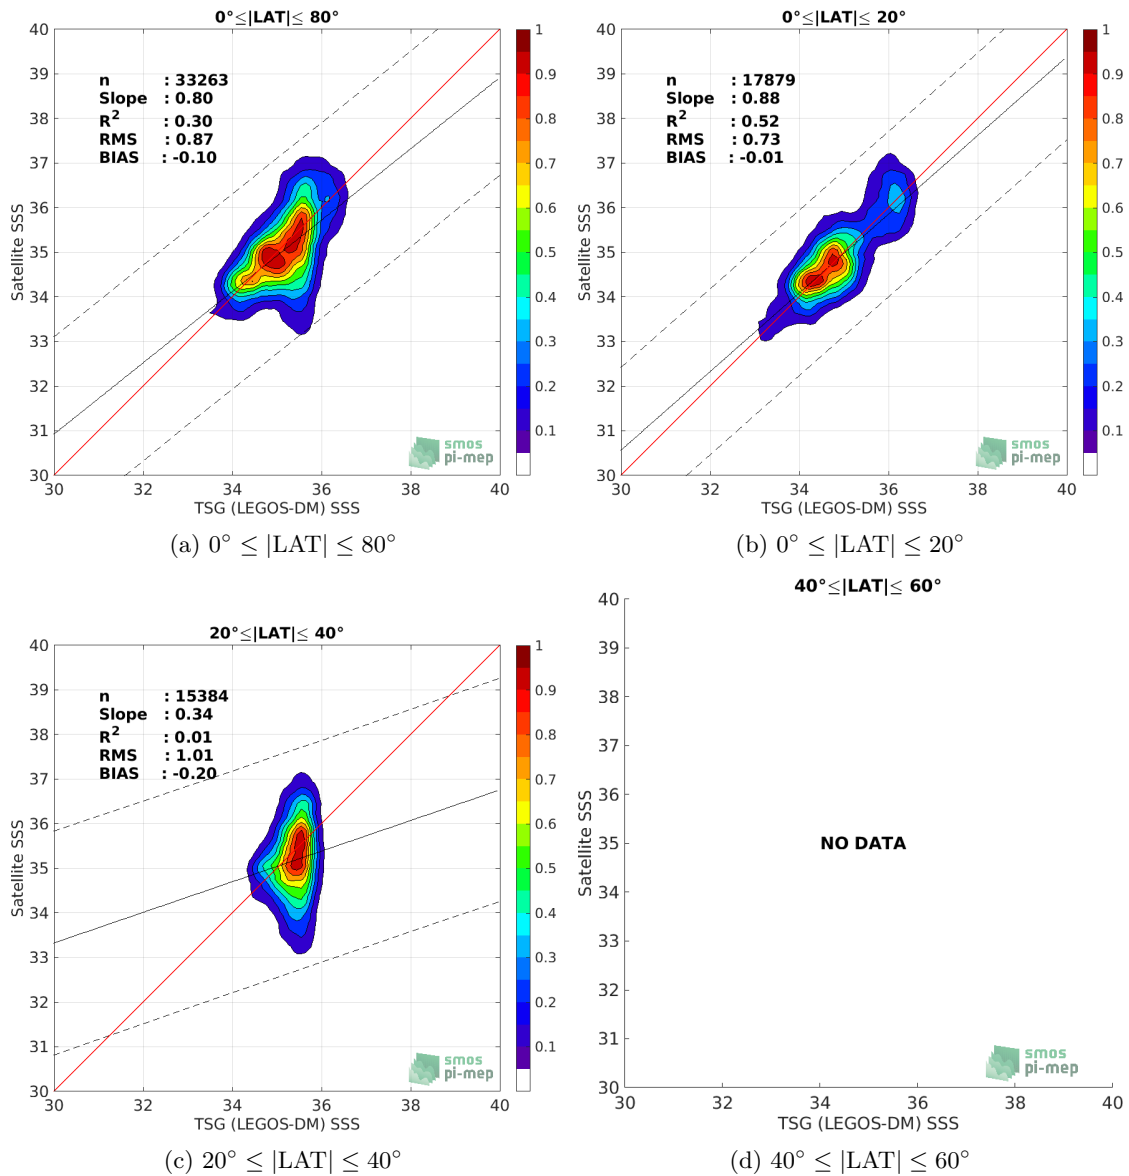 0°≤|LAT|≤ 80°
n : 33263
Slope : 0.80
R² : 0.30
RMS : 0.87
BIAS : -0.10
Satellite SSS
40
39
38
37
36
35
34
33
32
31
30
30 32 34 36 38 40
TSG (LEGOS-DM) SSS
1
0.9
0.8
0.7
0.6
0.5
0.4
0.3
0.2
0.1
smos
pi-mep
(a) 0° ≤ |LAT| ≤ 80°
0°≤|LAT|≤ 20°
n : 17879
Slope : 0.88
R² : 0.52
RMS : 0.73
BIAS : -0.01
Satellite SSS
40
39
38
37
36
35
34
33
32
31
30
30 32 34 36 38 40
TSG (LEGOS-DM) SSS
1
0.9
0.8
0.7
0.6
0.5
0.4
0.3
0.2
0.1
smos
pi-mep
(b) 0° ≤ |LAT| ≤ 20°
20°≤|LAT|≤ 40°
n : 15384
Slope : 0.34
R² : 0.01
RMS : 1.01
BIAS : -0.20
Satellite SSS
40
39
38
37
36
35
34
33
32
31
30
30 32 34 36 38 40
TSG (LEGOS-DM) SSS
1
0.9
0.8
0.7
0.6
0.5
0.4
0.3
0.2
0.1
smos
pi-mep
(c) 20° ≤ |LAT| ≤ 40°
40°≤|LAT|≤ 60°
Satellite SSS
40
39
38
37
36
35
34
33
32
31
30
NO DATA
30 32 34 36 38 40
TSG (LEGOS-DM) SSS
smos
pi-mep
(d) 40° ≤ |LAT| ≤ 60°